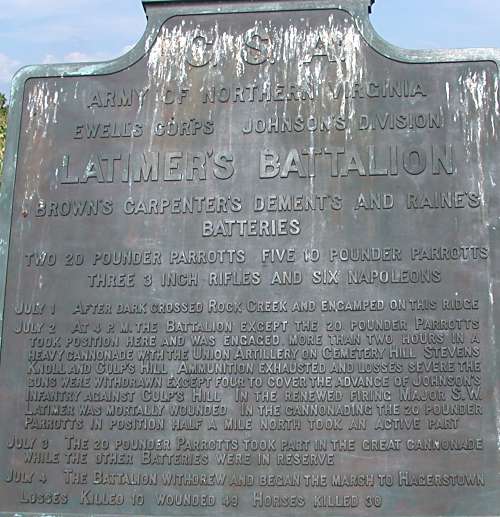 C. S. A.
ARMY OF NORTHERN VIRGINIA
EWELL'S CORPS JOHNSON'S DIVISION
LATIMER'S BATTALION
BROWN'S CARPENTER'S DEMENT'S AND RAINE'S
BATTERIES
TWO 20 POUNDER PARROTTS FIVE 10 POUNDER PARROTTS
THREE 3 INCH RIFLES AND SIX NAPOLEONS
JULY 1 AFTER DARK CROSSED ROCK CREEK AND ENCAMPED ON THIS RIDGE
JULY 2 AT 4 P.M. THE BATTALION EXCEPT THE 20 POUNDER PARROTTS
TOOK POSITION HERE AND WAS ENGAGED MORE THAN TWO HOURS IN A
HEAVY CANNONADE WITH THE UNION ARTILLERY ON CEMETERY HILL STEVENS
KNOLL AND CULP'S HILL AMMUNITION EXHAUSTED AND LOSSES SEVERE THE
GUNS WERE WITHDRAWN EXCEPT FOUR TO COVER THE ADVANCE OF JOHNSON'S
INFANTRY AGAINST CULP'S HILL IN THE RENEWED FIRING MAJOR S. W.
LATIMER WAS MORTALLY WOUNDED IN THE CANNONADING THE 20 POUNDER
PARROTTS IN POSITION HALF A MILE NORTH TOOK AN ACTIVE PART
JULY 3 THE 20 POUNDER PARROTTS TOOK PART IN THE GREAT CANNONADE
WHILE THE OTHER BATTERIES WERE IN RESERVE
JULY 4 THE BATTALION WITHDREW AND BEGAN THE MARCH TO HAGERSTOWN
LOSSES KILLED 10 WOUNDED 40 HORSES KILLED 30